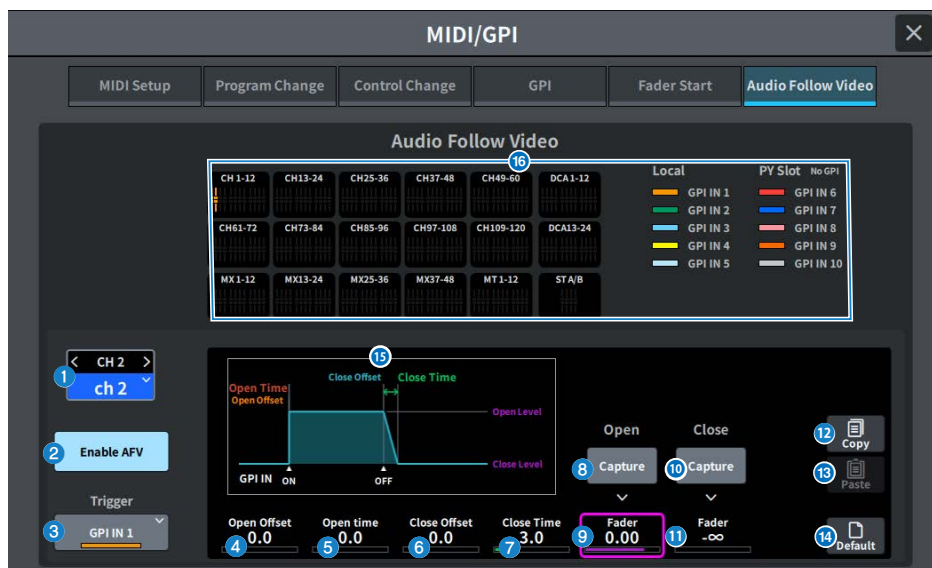 MIDI/GPI
MIDI Setup
Program Change
Control Change
GPI
Fader Start
Audio Follow Video
Audio Follow Video
16
CH 1-12
CH13-24
CH25-36
CH37-48
CH49-60
DCA1-12
CH61-72
CH73-84
CH85-96
CH97-108
CH109-120
DCA13-24
MX1-12
MX13-24
MX25-36
MX37-48
MT1-12
ST A/B
Local
PY Slot No GPI
GPI IN 1
GPI IN 6
GPI IN 2
GPI IN 7
GPI IN 3
GPI IN 8
GPI IN 4
GPI IN 9
GPI IN 5
GPI IN 10
1
CH 2
ch 2
2
Enable AFV
Trigger
3
GPI IN 1
15
Open Time
Open Offset
Close Offset
Close Time
Open Level
Close Level
GPI IN ON
OFF
Open
Close
8
Capture
10
Capture
12
Copy
13
Paste
14
Default
Open Offset
4
0.0
Open time
5
0.0
Close Offset
6
0.0
Close Time
7
3.0
Fader
9
0.00
Fader
11
-∞